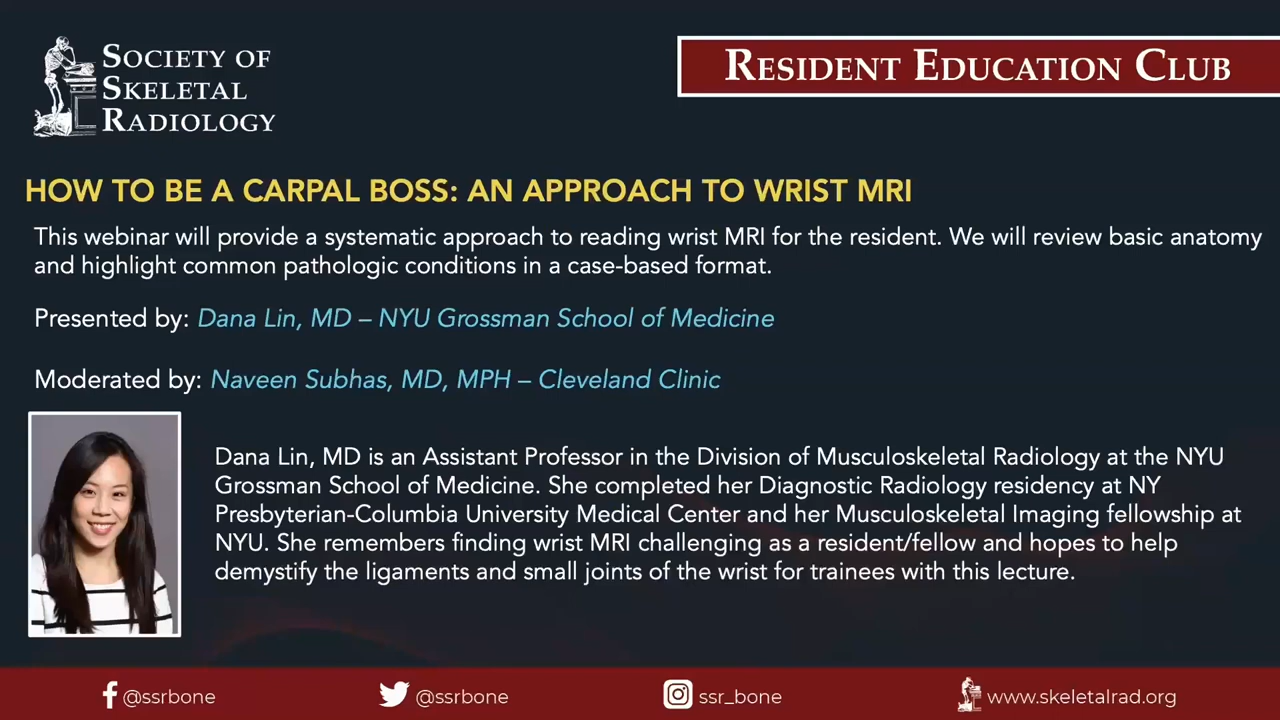 SOCIETY OF
SKELETAL
RADIOLOGY
RESIDENT EDUCATION CLUB
HOW TO BE A CARPAL BOSS: AN APPROACH TO WRIST MRI
This webinar will provide a systematic approach to reading wrist MRI for the resident. We will review basic anatomy
and highlight common pathologic conditions in a case-based format.
Presented by: Dana Lin, MD – NYU Grossman School of Medicine
Moderated by: Naveen Subhas, MD, MPH – Cleveland Clinic
Dana Lin, MD is an Assistant Professor in the Division of Musculoskeletal Radiology at the NYU
Grossman School of Medicine. She completed her Diagnostic Radiology residency at NY
Presbyterian-Columbia University Medical Center and her Musculoskeletal Imaging fellowship at
NYU. She remembers finding wrist MRI challenging as a resident/fellow and hopes to help
demystify the ligaments and small joints of the wrist for trainees with this lecture.
@ssrbone @ssrbone ssr_bone www.skeletalrad.org